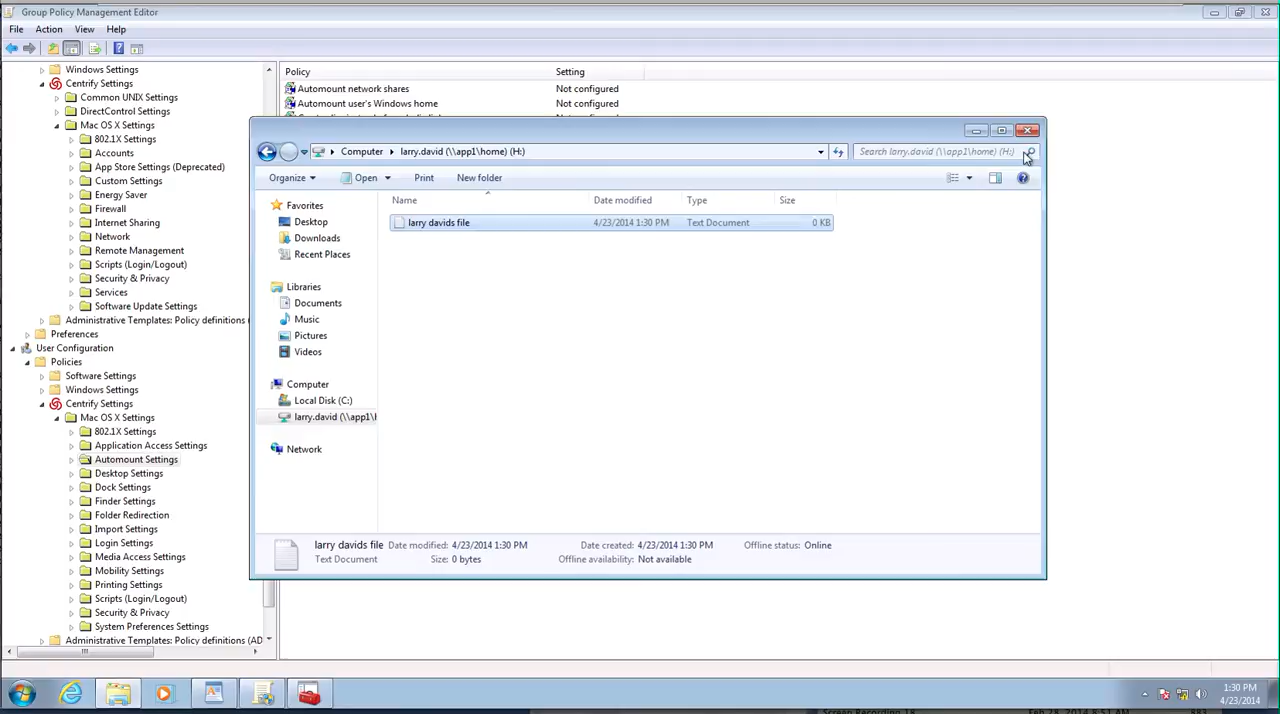 Group Policy Management Editor
File Action View Help
Windows Settings
Centrify Settings
Common UNIX Settings
DirectControl Settings
Mac OS X Settings
802.1X Settings
Accounts
App Store Settings (Deprecated)
Custom Settings
Energy Saver
Firewall
Internet Sharing
Network
Remote Management
Scripts (Login/Logout)
Security & Privacy
Services
Software Update Settings
Administrative Templates: Policy definitions (
Preferences
User Configuration
Policies
Software Settings
Windows Settings
Centrify Settings
Mac OS X Settings
802.1X Settings
Application Access Settings
Automount Settings
Desktop Settings
Dock Settings
Finder Settings
Folder Redirection
Import Settings
Login Settings
Media Access Settings
Mobility Settings
Printing Settings
Scripts (Login/Logout)
Security & Privacy
System Preferences Settings
Administrative Templates: Policy definitions (AD
Policy Setting
Automount network shares Not configured
Automount user's Windows home Not configured
Computer larry.david (\\app1\home) (H:)
Search larry.david (\\app1\home) (H:)
Organize Open Print New folder
Favorites
Desktop
Downloads
Recent Places
Libraries
Documents
Music
Pictures
Videos
Computer
Local Disk (C:)
larry.david (\\app1\h
Network
Name Date modified Type Size
larry davids file 4/23/2014 1:30 PM Text Document 0 KB
larry davids file Date modified: 4/23/2014 1:30 PM Date created: 4/23/2014 1:30 PM Offline status: Online
Text Document Size: 0 bytes Offline availability: Not available
1:30 PM
4/23/2014